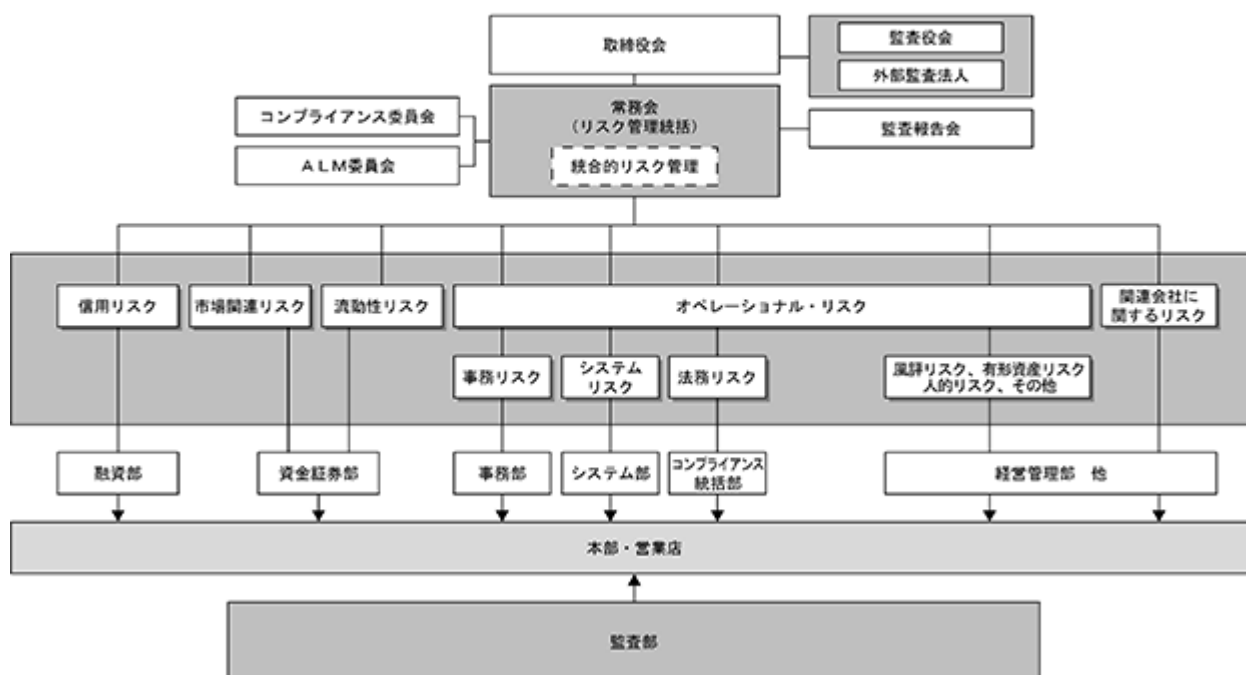 取締役会
監査役会
外部監査法人
常務会
（リスク管理統括）
統合的リスク管理
コンプライアンス委員会
ＡＬＭ委員会
監査報告会
信用リスク
市場関連リスク
流動性リスク
オペレーショナル・リスク
関連会社に
関するリスク
事務リスク
システム
リスク
法務リスク
風評リスク、有形資産リスク
人的リスク、その他
融資部
資金証券部
事務部
システム部
コンプライアンス
統括部
経営管理部　他
本部・営業店
監査部